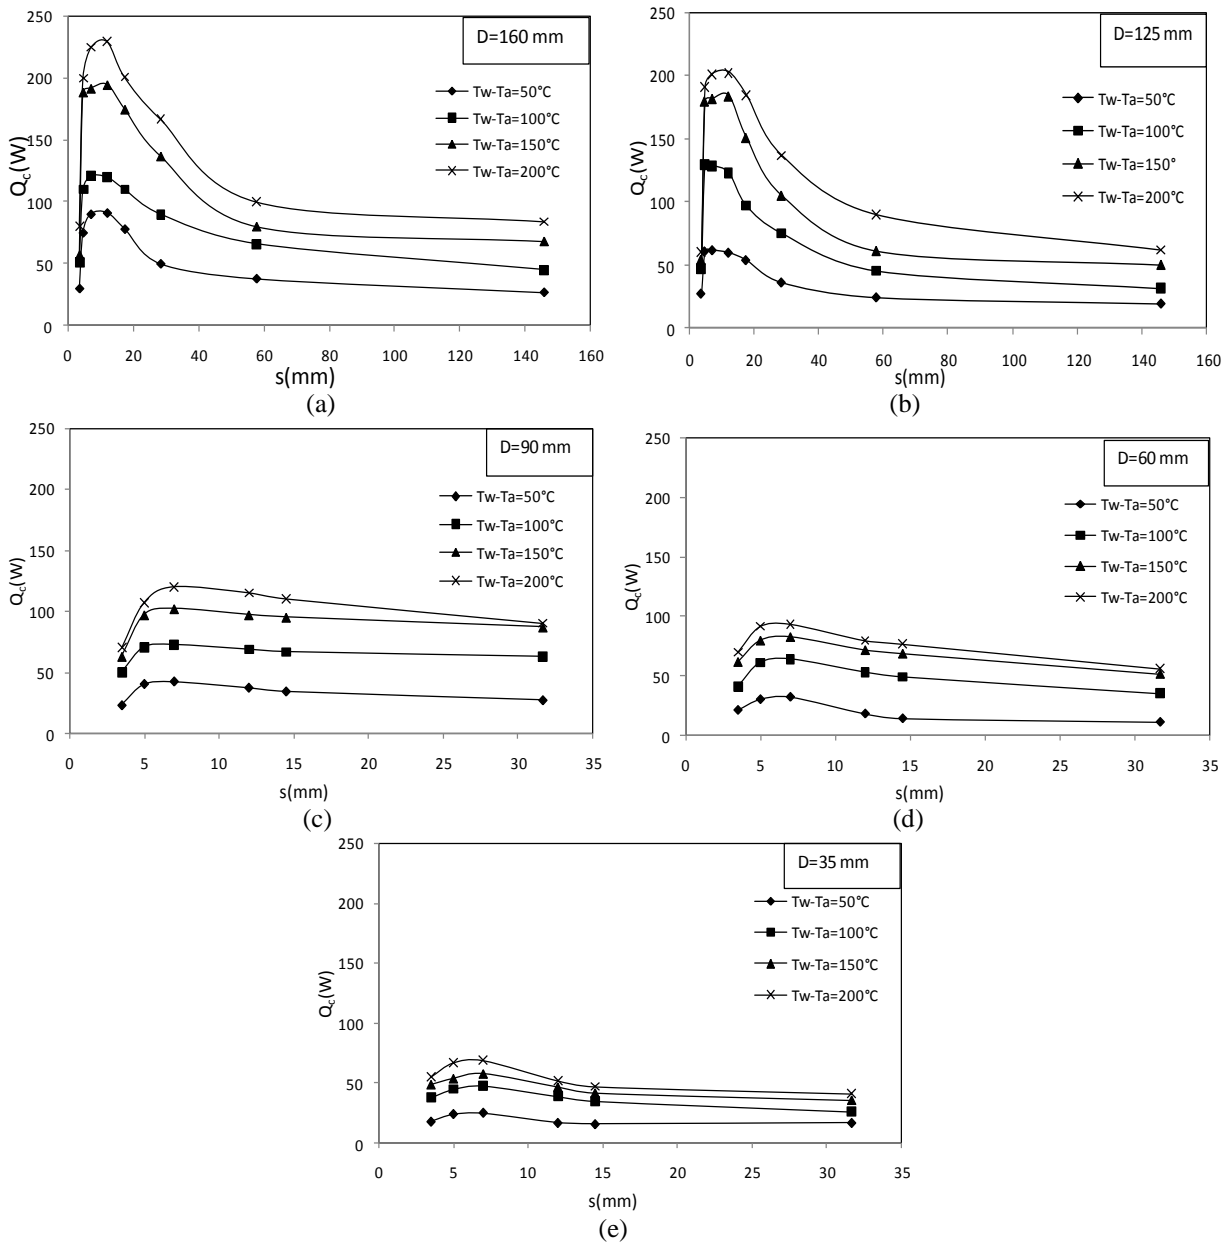 250
200
150
100
50
0
Qc(W)
D=160 mm
Tw-Ta=50°C
Tw-Ta=100°C
Tw-Ta=150°C
Tw-Ta=200°C
0 20 40 60 80 100 120 140 160
s(mm)
(a)
250
200
150
100
50
0
Qc(W)
D=125 mm
Tw-Ta=50°C
Tw-Ta=100°C
Tw-Ta=150°
Tw-Ta=200°C
0 20 40 60 80 100 120 140 160
s(mm)
(b)
250
200
150
100
50
0
Qc(W)
D=90 mm
Tw-Ta=50°C
Tw-Ta=100°C
Tw-Ta=150°C
Tw-Ta=200°C
0 5 10 15 20 25 30 35
s(mm)
(c)
250
200
150
100
50
0
Qc(W)
D=60 mm
Tw-Ta=50°C
Tw-Ta=100°C
Tw-Ta=150°C
Tw-Ta=200°C
0 5 10 15 20 25 30 35
s(mm)
(d)
250
200
150
100
50
0
Qc(W)
D=35 mm
Tw-Ta=50°C
Tw-Ta=100°C
Tw-Ta=150°C
Tw-Ta=200°C
0 5 10 15 20 25 30 35
s(mm)
(e)